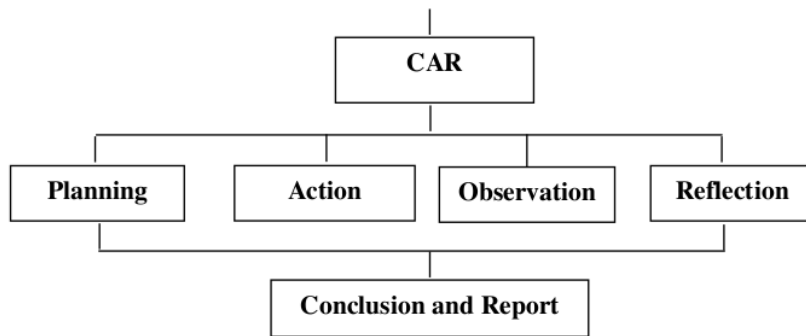 CAR
Planning
Action
Observation
Reflection
Conclusion and Report